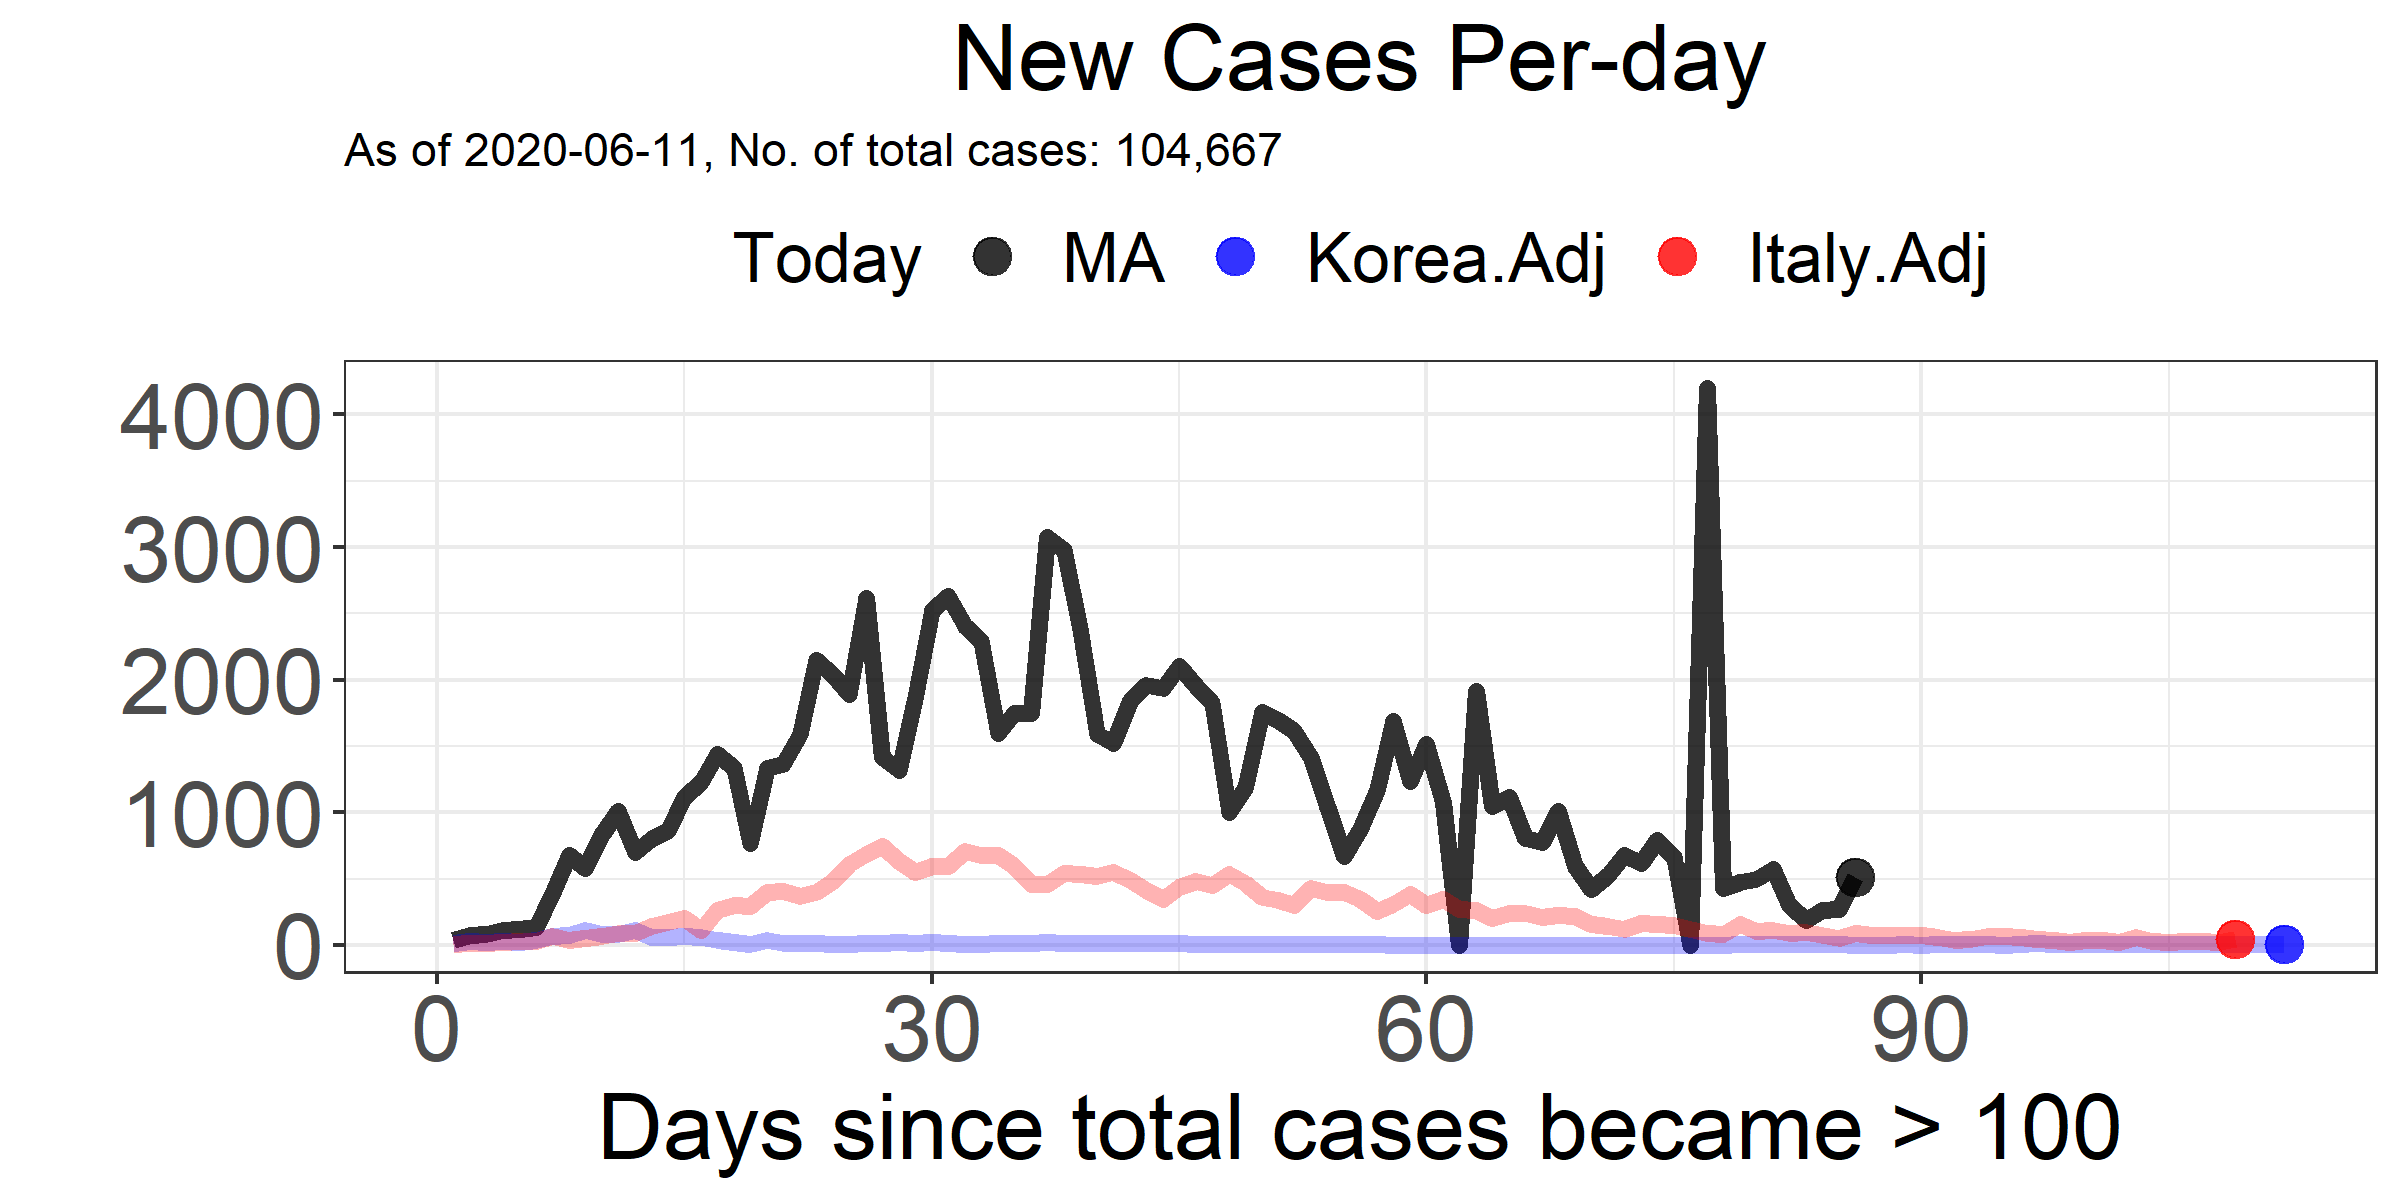 New Cases Per-day
As of 2020-06-11, No. of total cases: 104,667
Today MA Korea.Adj Italy.Adj
4000
3000
2000
1000
0
0 30 60 90
Days since total cases became > 100